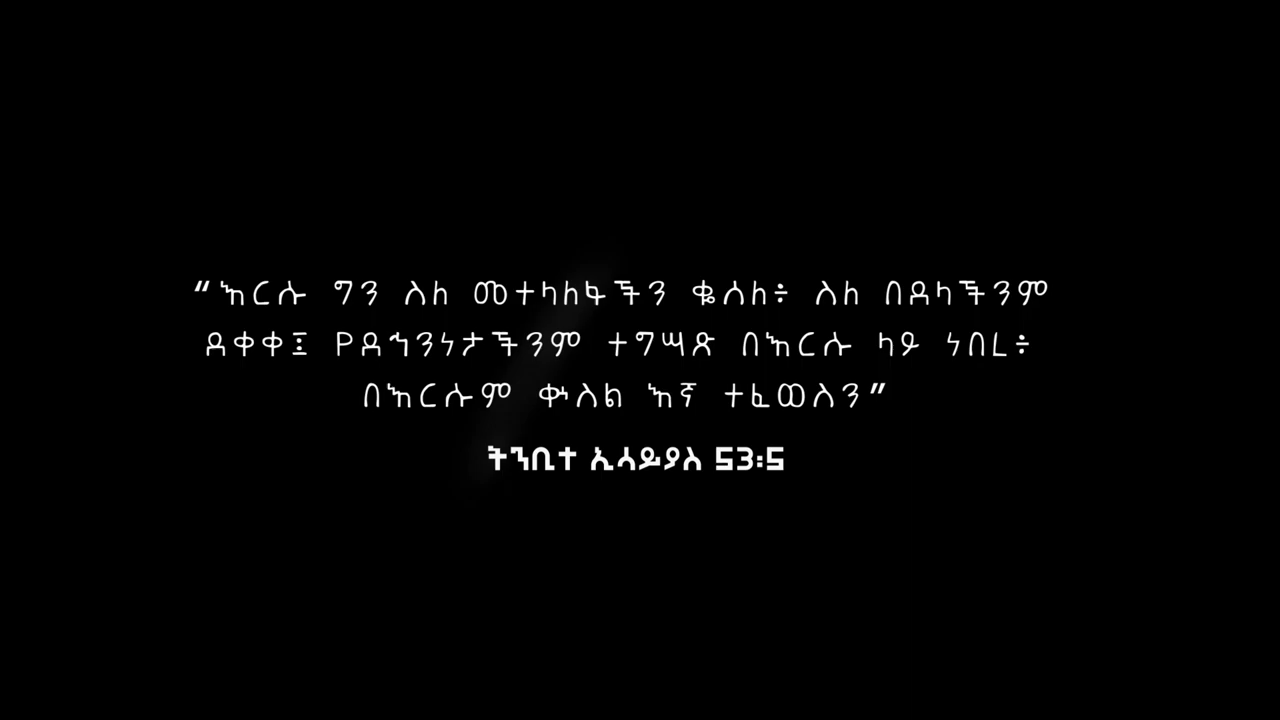 “እርሱ ግን ስለ መተላለፋችን ቈሰለ፥ ስለ በደላችንም
ደቀቀ፤ የደኅንነታችንም ተግሣጽ በእርሱ ላይ ነበረ፥
በእርሱም ቍስል እኛ ተፈወስን”
ትንቢተ ኢሳይያስ 53:5